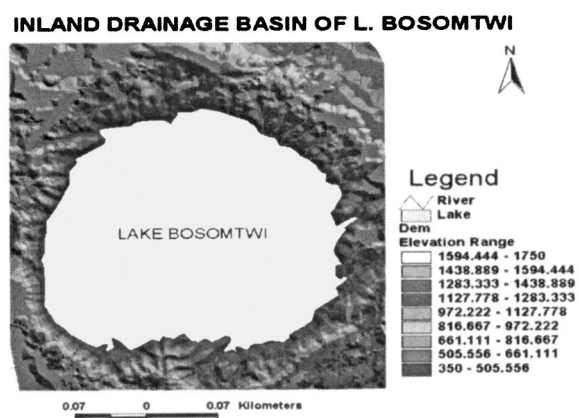 INLAND DRAINAGE BASIN OF L. BOSOMTWI
N
LAKE BOSOMTWI
Legend
River
Lake
Dem
Elevation Range
1594.444 - 1750
1438.889 - 1594.444
1283.333 - 1438.889
1127.778 - 1283.333
972.222 - 1127.778
816.667 - 972.222
661.111 - 816.667
505.556 - 661.111
350 - 505.556
0.07 0 0.07 Kilometers